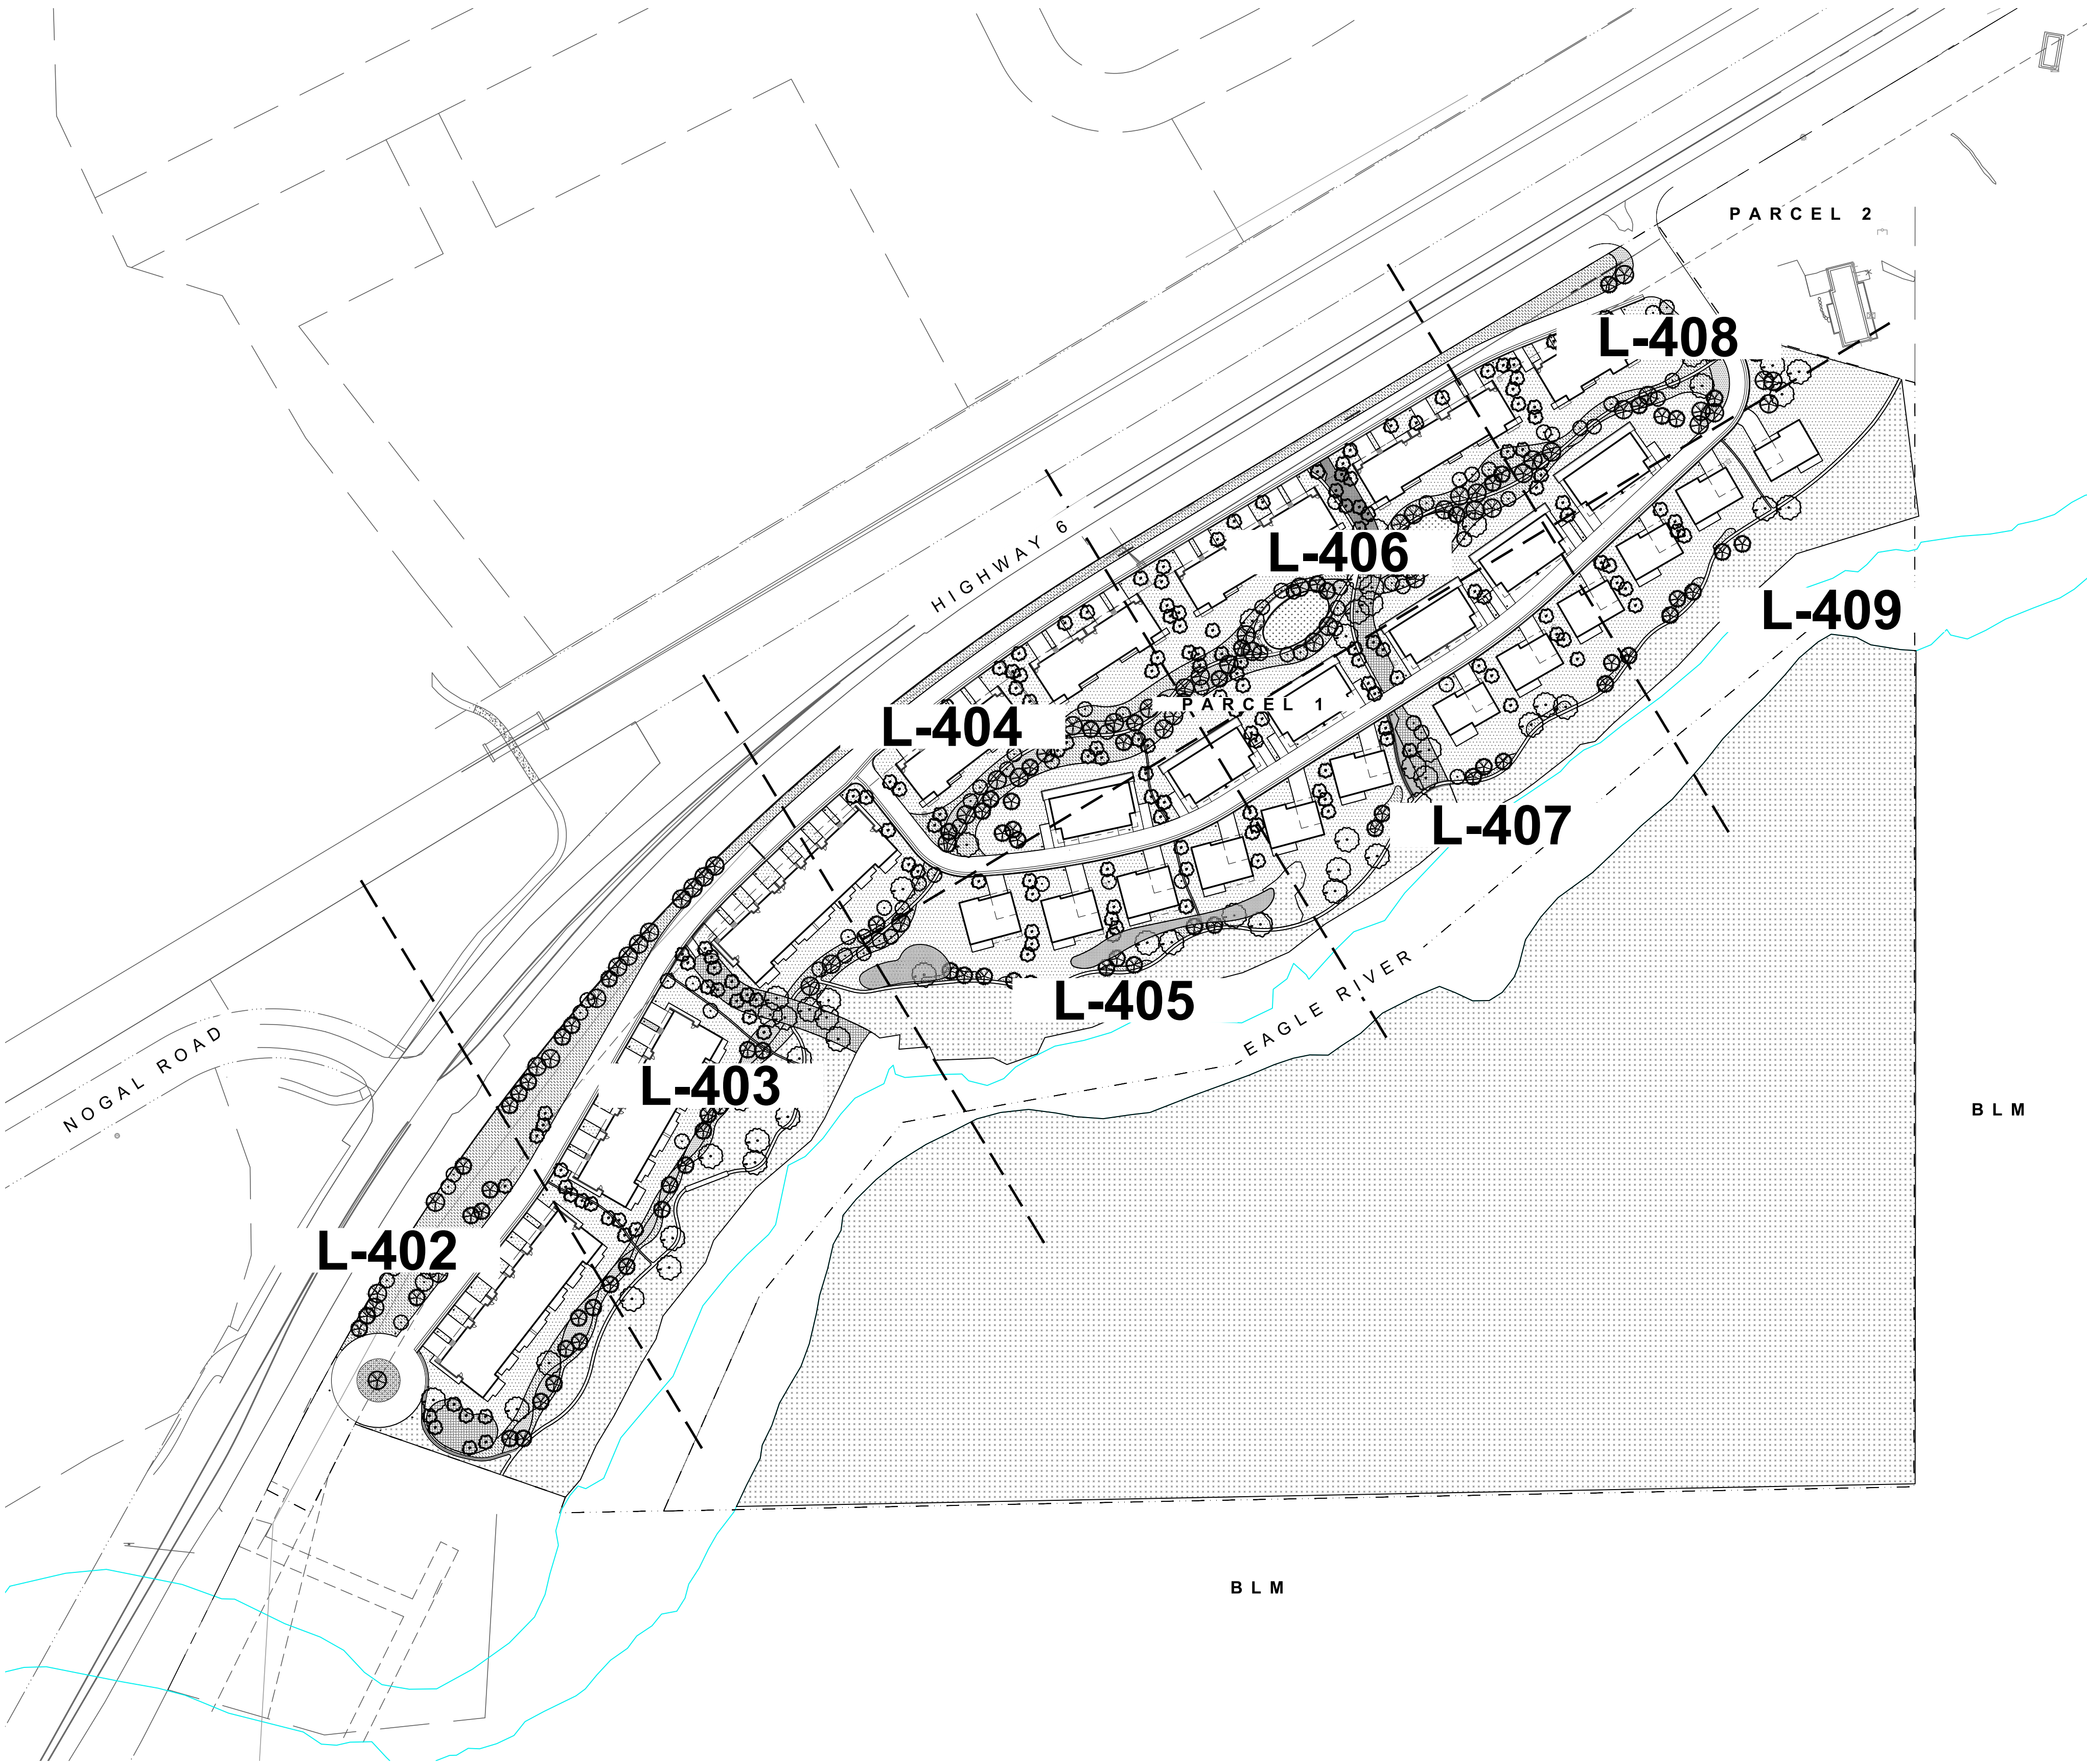 PARCEL 2
L-408
HIGHWAY 6
L-406
L-409
PARCEL 1
L-404
L-407
EAGLE RIVER
L-405
NOGAL ROAD
L-403
BLM
L-402
BLM